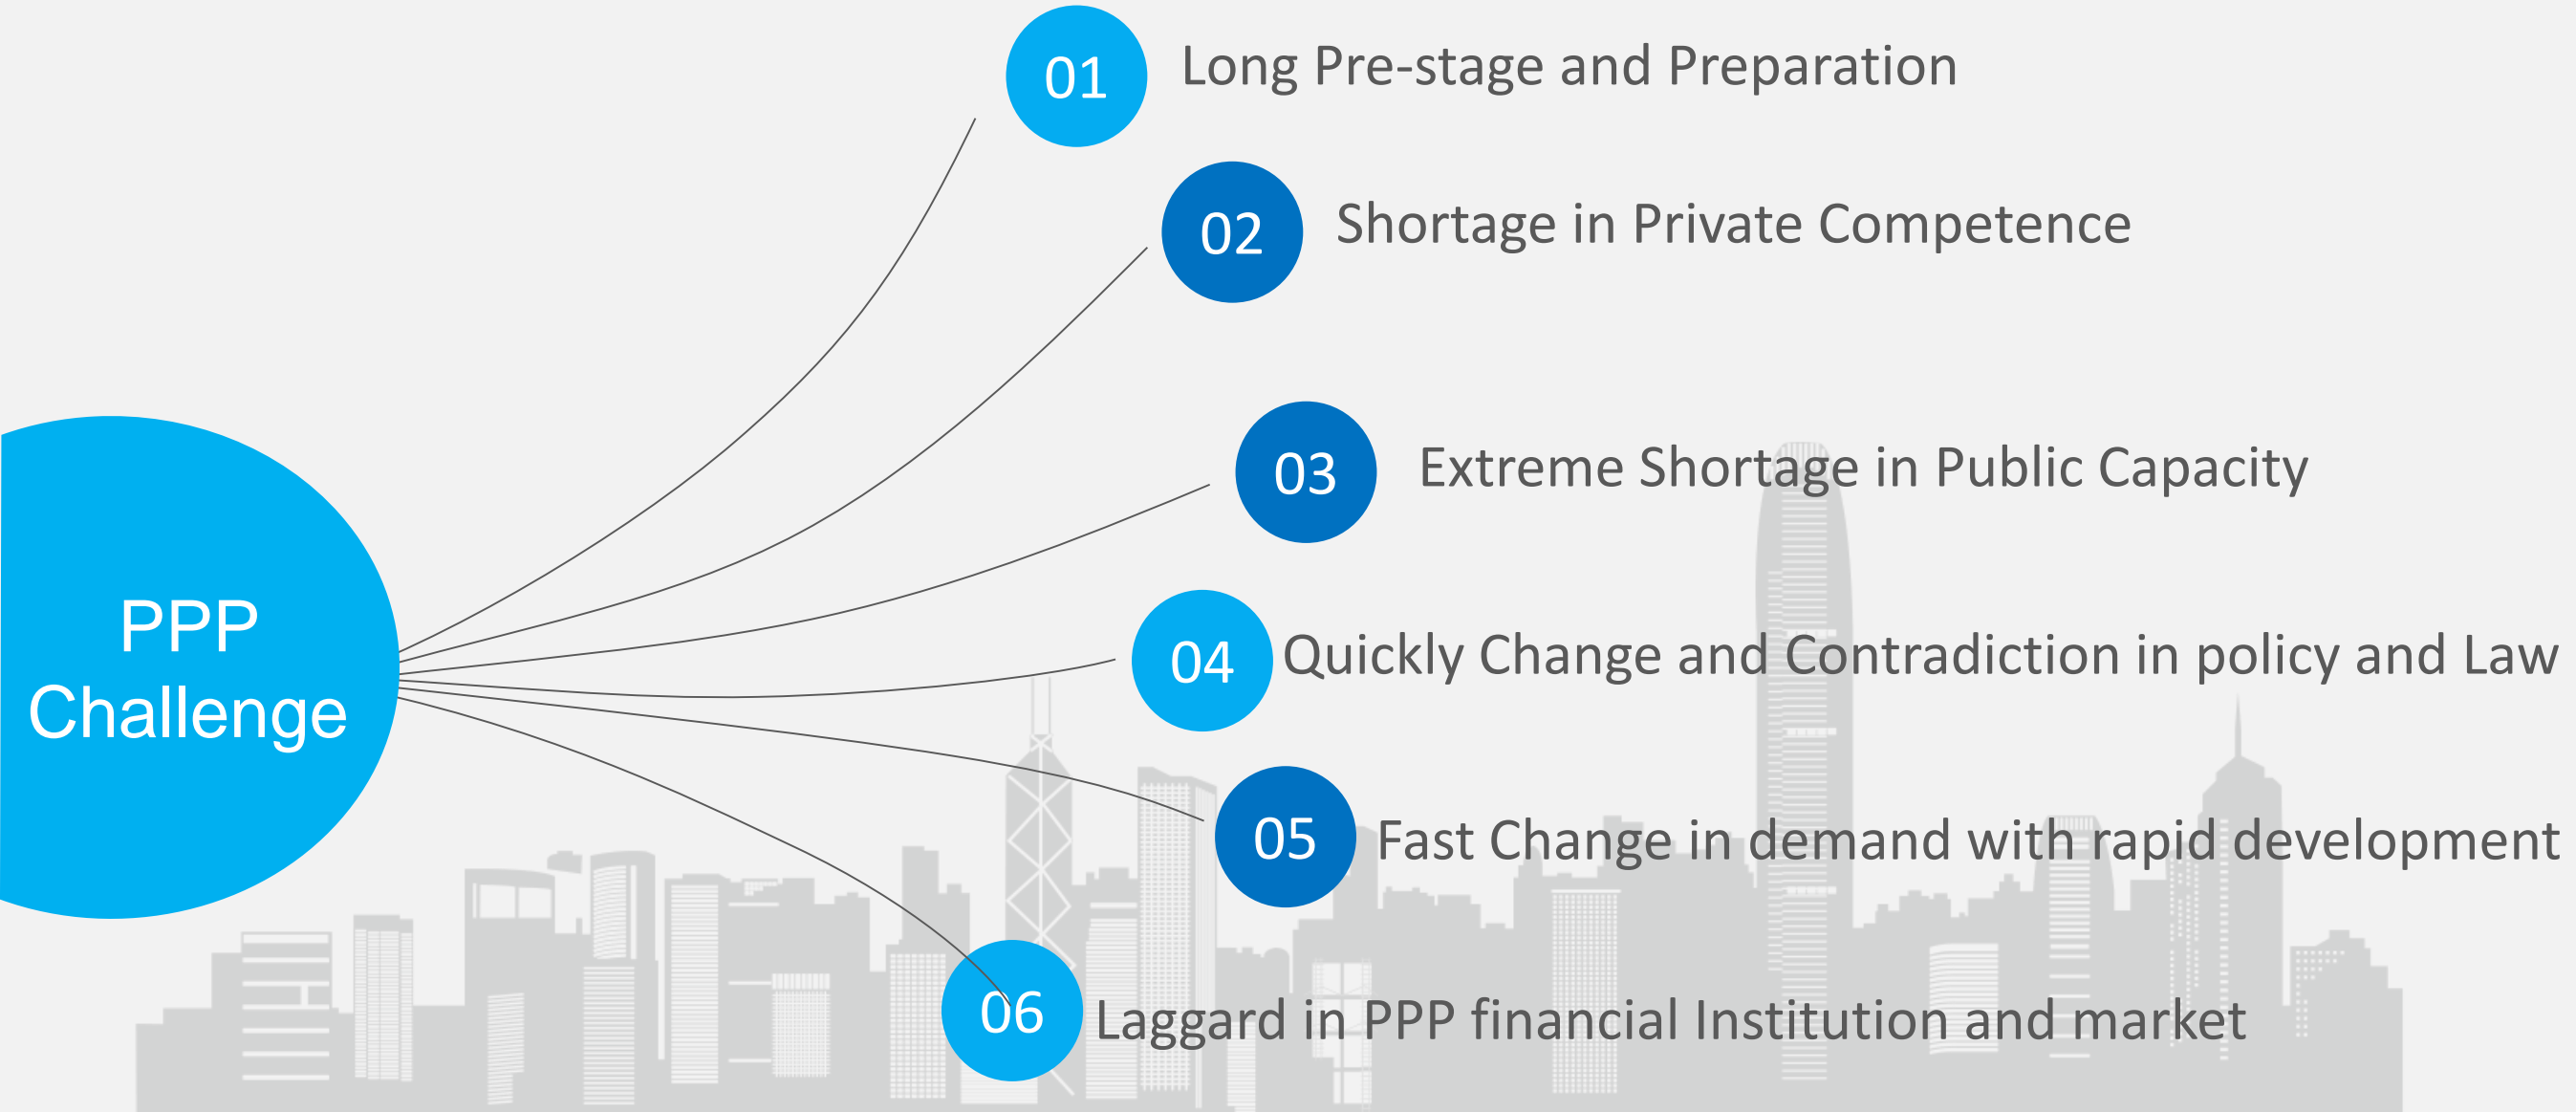 01
Long Pre-stage and Preparation
02
Shortage in Private Competence
03
Extreme Shortage in Public Capacity
PPP
Challenge
04
Quickly Change and Contradiction in policy and Law
05
Fast Change in demand with rapid development
06
Laggard in PPP financial Institution and market